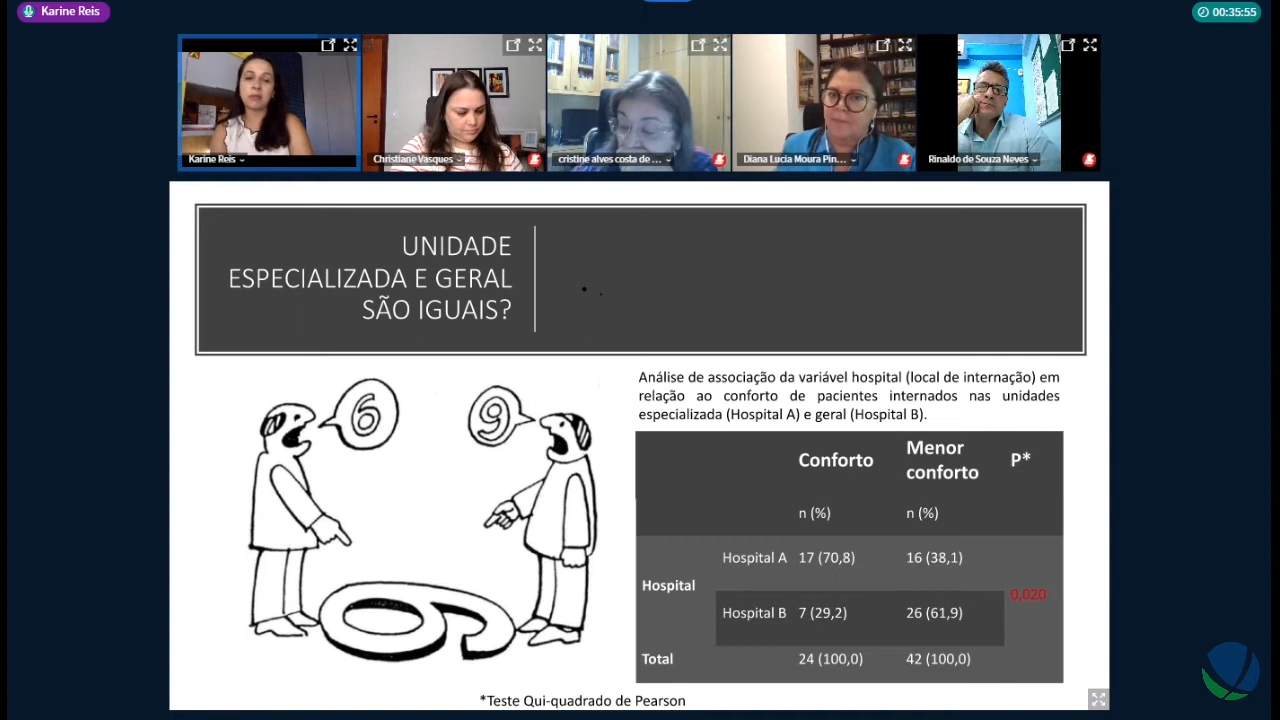 Karine Reis
00:35:55
Karine Reis
Christiane Vasques
cristine alves costa de ...
Diana Lucia Moura Pin...
Rinaldo de Souza Neves
UNIDADE
ESPECIALIZADA E GERAL
SÃO IGUAIS?
6
9
Análise de associação da variável hospital (local de internação) em
relação ao conforto de pacientes internados nas unidades
especializada (Hospital A) e geral (Hospital B).
Conforto Menor conforto P*
n (%) n (%)
Hospital A 17 (70,8) 16 (38,1)
Hospital 0,020
Hospital B 7 (29,2) 26 (61,9)
Total 24 (100,0) 42 (100,0)
*Teste Qui-quadrado de Pearson